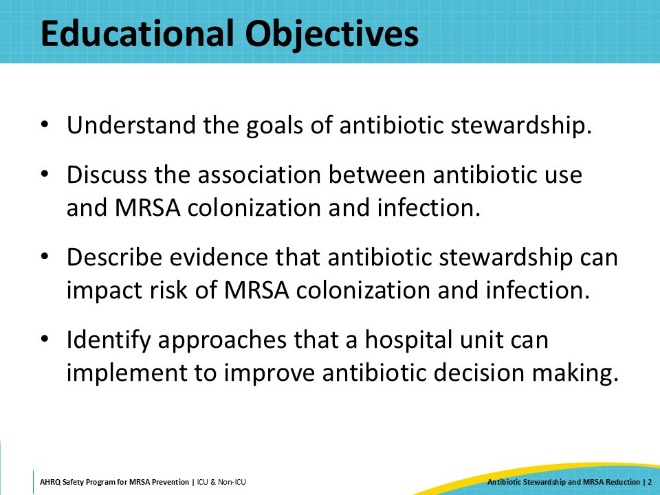 Educational Objectives
• Understand the goals of antibiotic stewardship.
• Discuss the association between antibiotic use
and MRSA colonization and infection.
• Describe evidence that antibiotic stewardship can
impact risk of MRSA colonization and infection.
• Identify approaches that a hospital unit can
implement to improve antibiotic decision making.
AHRQ Safety Program for MRSA Prevention | ICU & Non-ICU
Antibiotic Stewardship and MRSA Reduction | 2